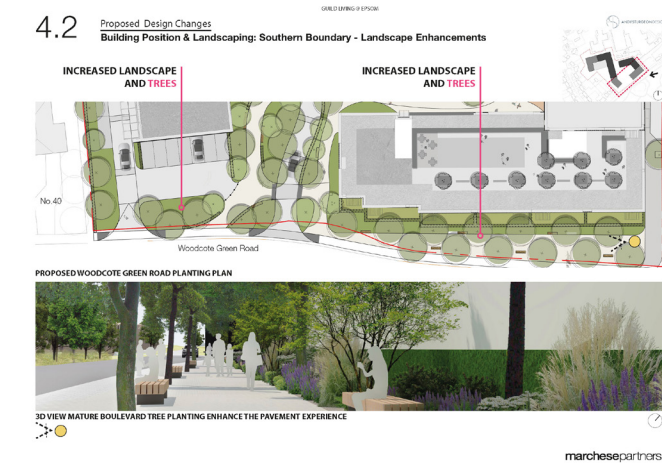 GUILD LIVING @ EPSOM
4.2
Proposed Design Changes
Building Position & Landscaping: Southern Boundary - Landscape Enhancements
INCREASED LANDSCAPE
AND TREES
INCREASED LANDSCAPE
AND TREES
No.40
Woodcote Green Road
PROPOSED WOODCOTE GREEN ROAD PLANTING PLAN
3D VIEW MATURE BOULEVARD TREE PLANTING ENHANCE THE PAVEMENT EXPERIENCE
marchesepartners